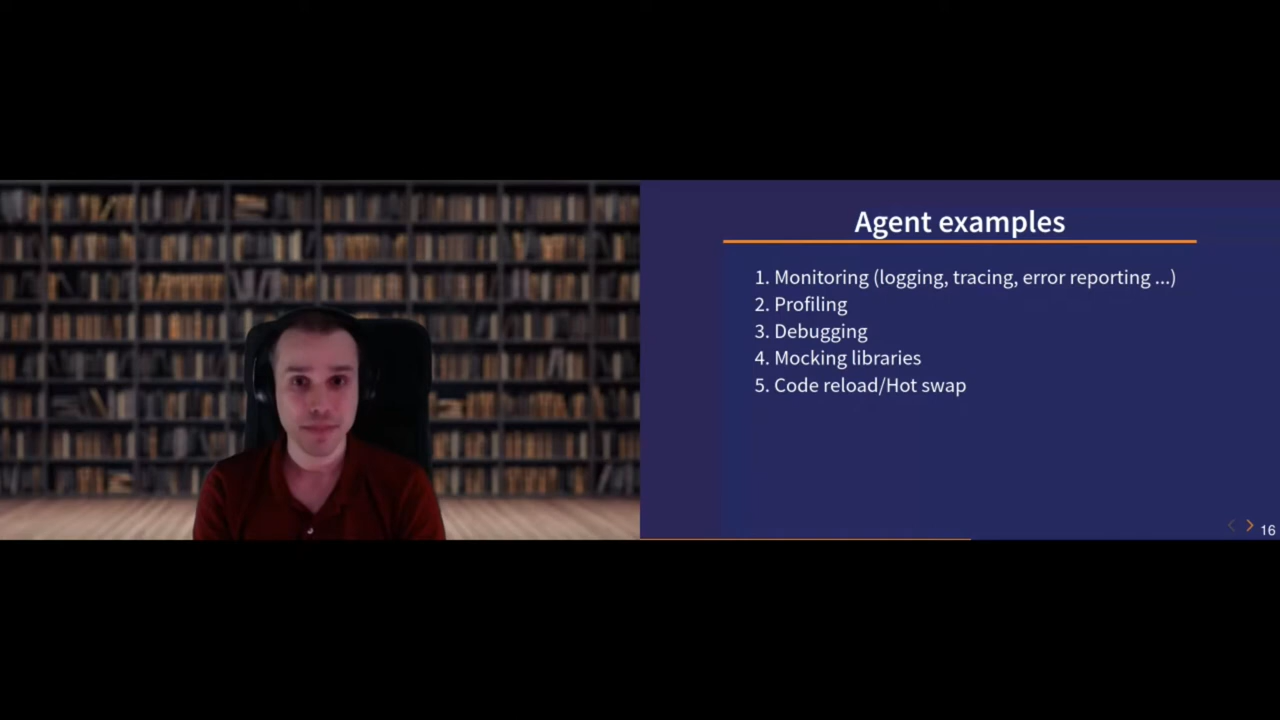 Agent examples
1. Monitoring (logging, tracing, error reporting ...)
2. Profiling
3. Debugging
4. Mocking libraries
5. Code reload/Hot swap
16